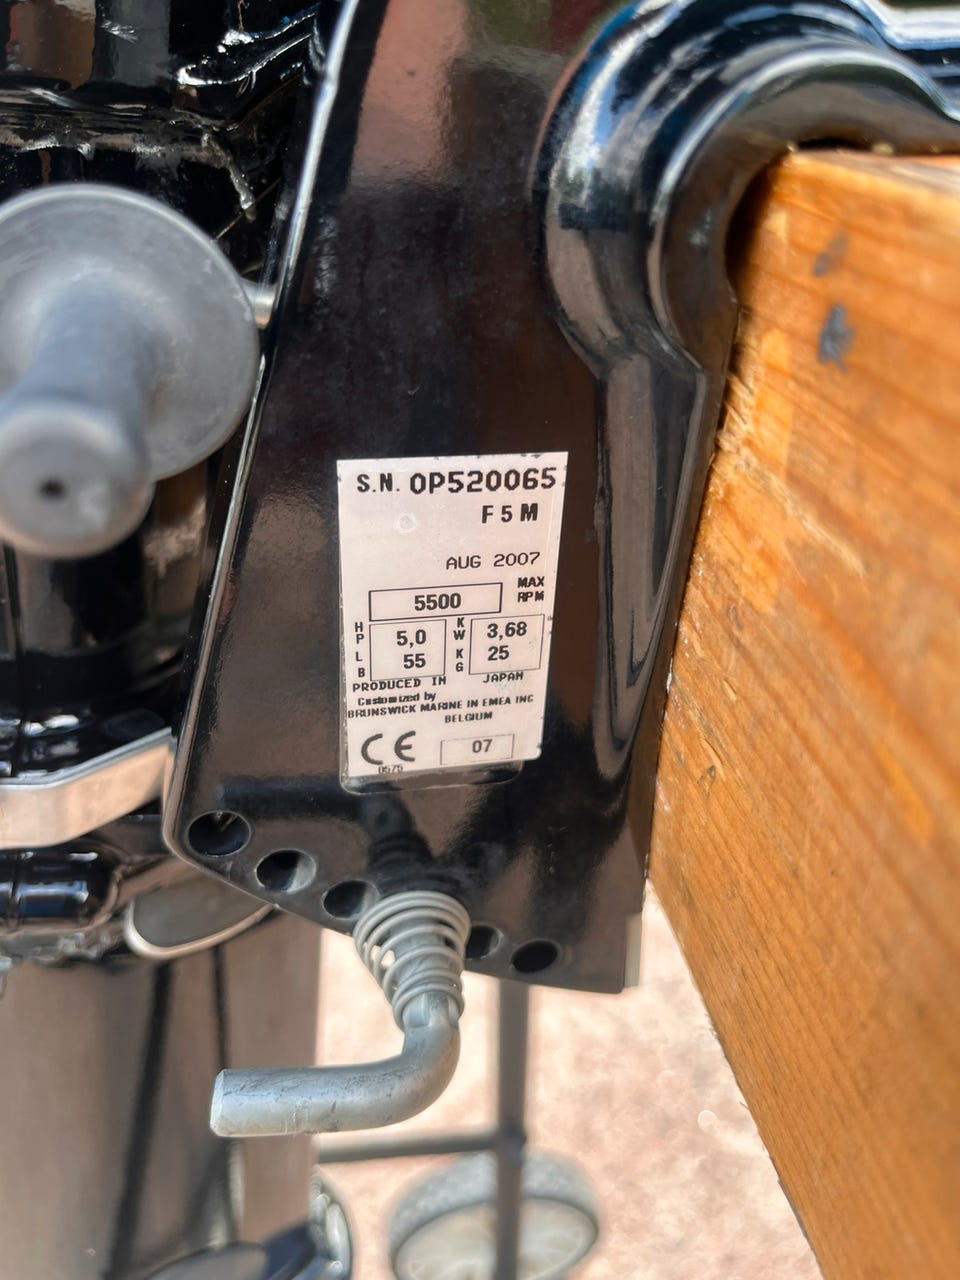 S.N. 0P520065
F 5 M
AUG 2007
5500 MAX RPM
HP 5,0 KW 3,68
LB 55 KG 25
PRODUCED IN JAPAN
Customized by
BRUNSWICK MARINE IN EMEA INC
BELGIUM
CE 07
0575